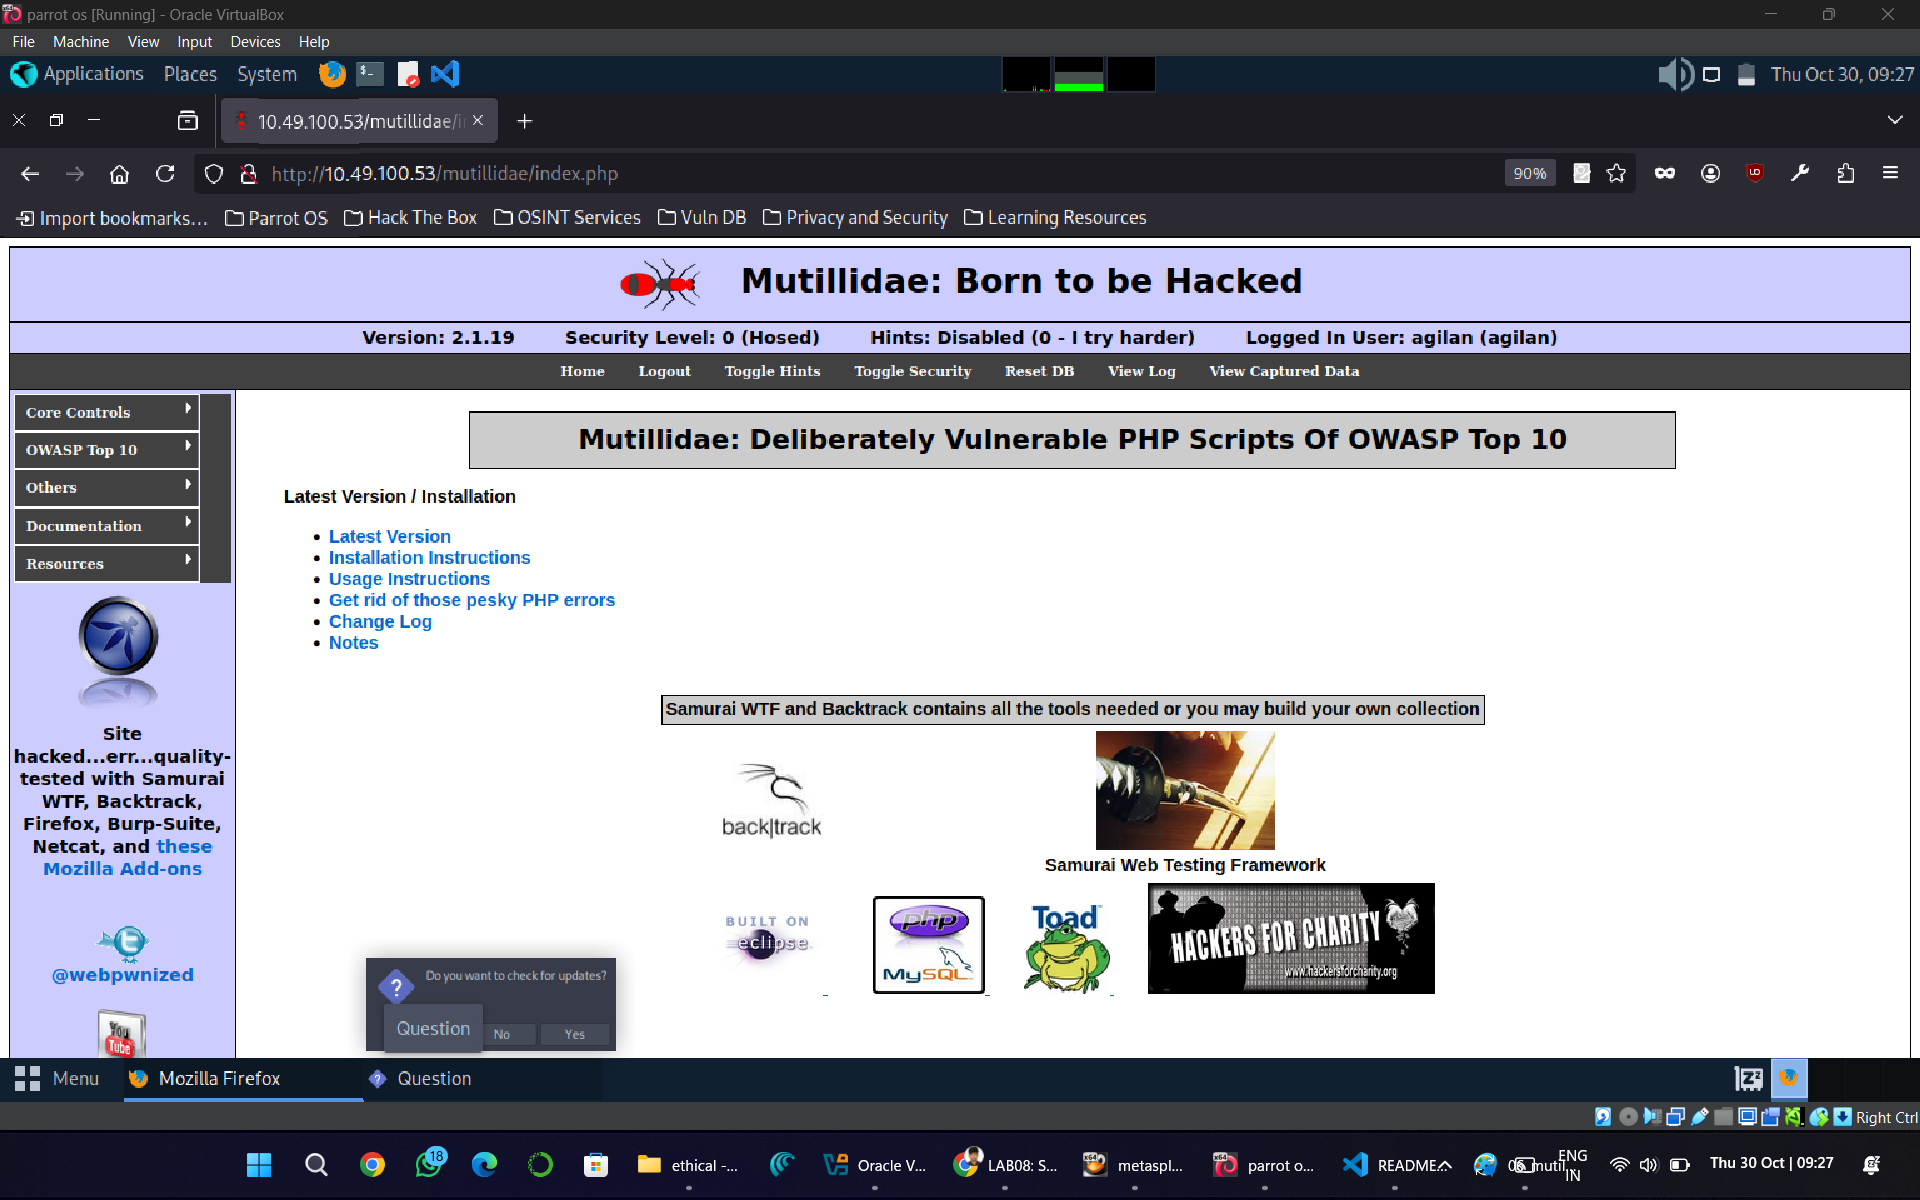 parrot os [Running] - Oracle VirtualBox
File Machine View Input Devices Help
Applications Places System Thu Oct 30, 09:27
10.49.100.53/mutillidae/in
http://10.49.100.53/mutillidae/index.php 90%
Import bookmarks... Parrot OS Hack The Box OSINT Services Vuln DB Privacy and Security Learning Resources
Mutillidae: Born to be Hacked
Version: 2.1.19 Security Level: 0 (Hosed) Hints: Disabled (0 - I try harder) Logged In User: agilan (agilan)
Home Logout Toggle Hints Toggle Security Reset DB View Log View Captured Data
Core Controls
OWASP Top 10
Others
Documentation
Resources
Site
hacked...err...quality-
tested with Samurai
WTF, Backtrack,
Firefox, Burp-Suite,
Netcat, and these
Mozilla Add-ons
@webpwnized
You
Tube
Mutillidae: Deliberately Vulnerable PHP Scripts Of OWASP Top 10
Latest Version / Installation
Latest Version
Installation Instructions
Usage Instructions
Get rid of those pesky PHP errors
Change Log
Notes
Samurai WTF and Backtrack contains all the tools needed or you may build your own collection
back|track
Samurai Web Testing Framework
BUILT ON
eclipse
php
MySQL
Toad
HACKERS FOR CHARITY
www.hackersforcharity.org
Do you want to check for updates?
Question No Yes
Menu Mozilla Firefox Question
Right Ctrl
18 ethical -... Oracle V... LAB08: S... metaspl... parrot o... README... ENG
IN
Thu 30 Oct | 09:27